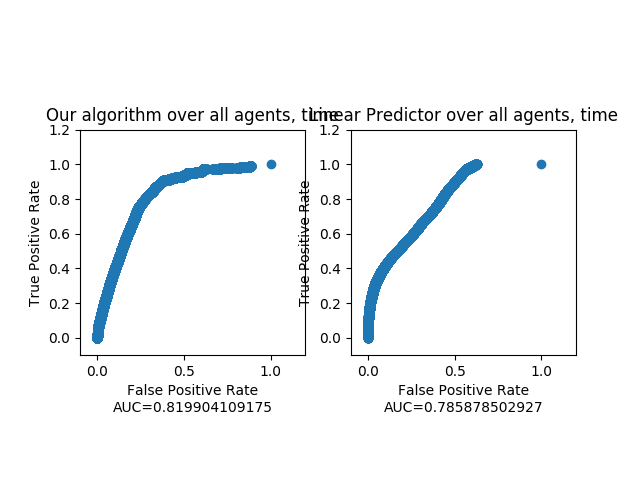 Our algorithm over all agents, time
Linear Predictor over all agents, time
True Positive Rate
1.2
1.0
0.8
0.6
0.4
0.2
0.0
0.0 0.5 1.0
False Positive Rate
AUC=0.819904109175
True Positive Rate
1.2
1.0
0.8
0.6
0.4
0.2
0.0
0.0 0.5 1.0
False Positive Rate
AUC=0.785878502927